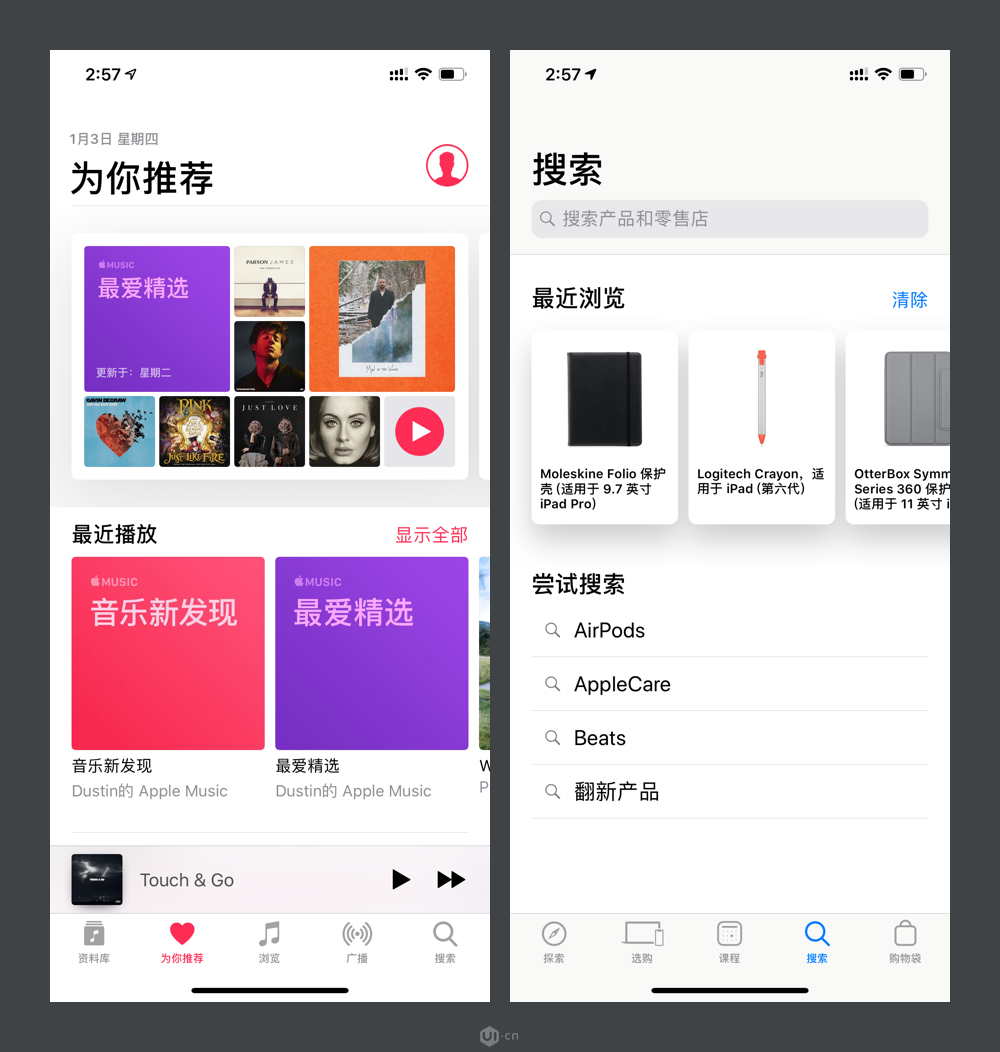 2:57
1月3日 星期四
为你推荐
MUSIC
最爱精选
更新于：星期二
PARSON JAMES
GAVIN DEGRAW
P!NK
JUST LIKE FIRE
JUST LOVE
最近播放
显示全部
MUSIC
音乐新发现
MUSIC
最爱精选
音乐新发现
Dustin的 Apple Music
最爱精选
Dustin的 Apple Music
W
P
Touch & Go
资料库
为你推荐
浏览
广播
搜索
2:57
搜索
搜索产品和零售店
最近浏览
清除
Moleskine Folio 保护
壳 (适用于 9.7 英寸
iPad Pro)
Logitech Crayon，适
用于 iPad (第六代)
OtterBox Symm
Series 360 保护
(适用于 11 英寸 i
尝试搜索
AirPods
AppleCare
Beats
翻新产品
探索
选购
课程
搜索
购物袋
UI·cn